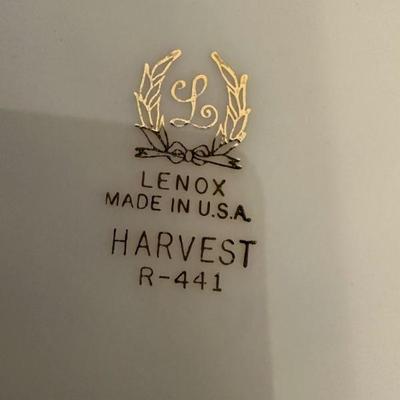 L
LENOX
MADE IN U.S.A.
HARVEST
R-441